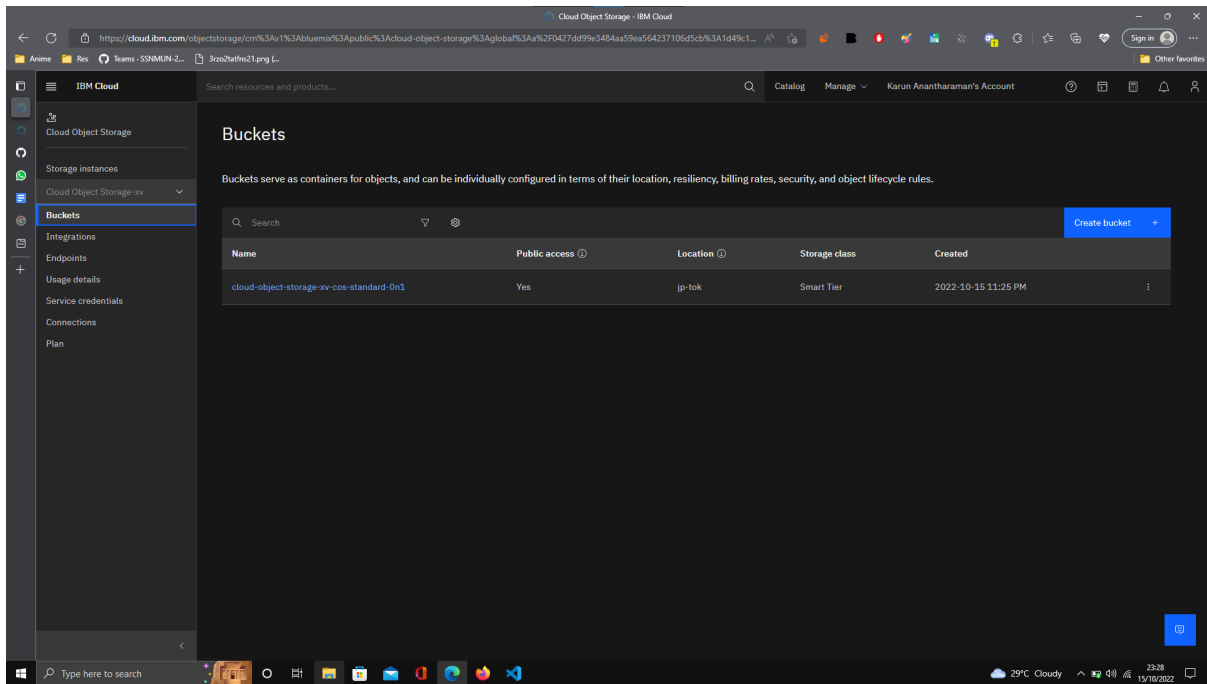 Cloud Object Storage - IBM Cloud
https://cloud.ibm.com/objectstorage/crn%3Av1%3Abluemix%3Apublic%3Acloud-object-storage%3Aglobal%3Aa%2F0427dd99e3484aa59ea564237106d5cb%3A1d49c1...
Sign in
Anime Res Teams · SSNMUN-2... 3rzo2tatfns21.png (... Other favorites
IBM Cloud Search resources and products... Catalog Manage Karun Anantharaman's Account
Cloud Object Storage
Storage instances
Cloud Object Storage-xv
Buckets
Integrations
Endpoints
Usage details
Service credentials
Connections
Plan
Buckets
Buckets serve as containers for objects, and can be individually configured in terms of their location, resiliency, billing rates, security, and object lifecycle rules.
Search Create bucket +
Name Public access Location Storage class Created
cloud-object-storage-xv-cos-standard-0n1 Yes jp-tok Smart Tier 2022-10-15 11:25 PM
Type here to search 29°C Cloudy 23:28
15/10/2022